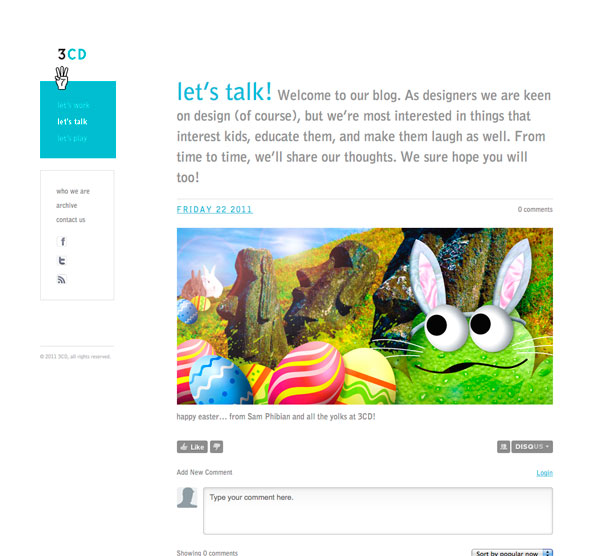 3CD
let's work
let's talk
let's play
who we are
archive
contact us
© 2011 3CD, all rights reserved.
let's talk! Welcome to our blog. As designers we are keen
on design (of course), but we're most interested in things that
interest kids, educate them, and make them laugh as well. From
time to time, we'll share our thoughts. We sure hope you will
too!
FRIDAY 22 2011
0 comments
happy easter... from Sam Phibian and all the yolks at 3CD!
Like
DISQUS
Add New Comment
Login
Type your comment here.
Showing 0 comments
Sort by popular now